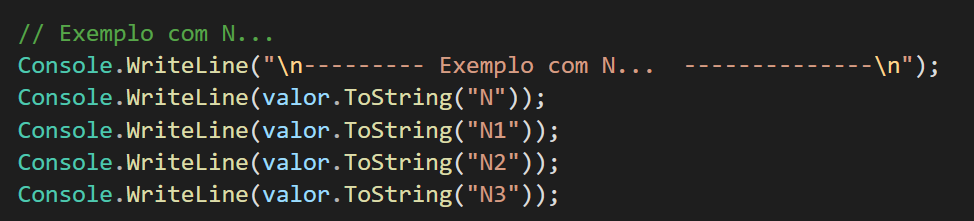 // Exemplo com N...
Console.WriteLine("\n--------- Exemplo com N...  --------------\n");
Console.WriteLine(valor.ToString("N"));
Console.WriteLine(valor.ToString("N1"));
Console.WriteLine(valor.ToString("N2"));
Console.WriteLine(valor.ToString("N3"));